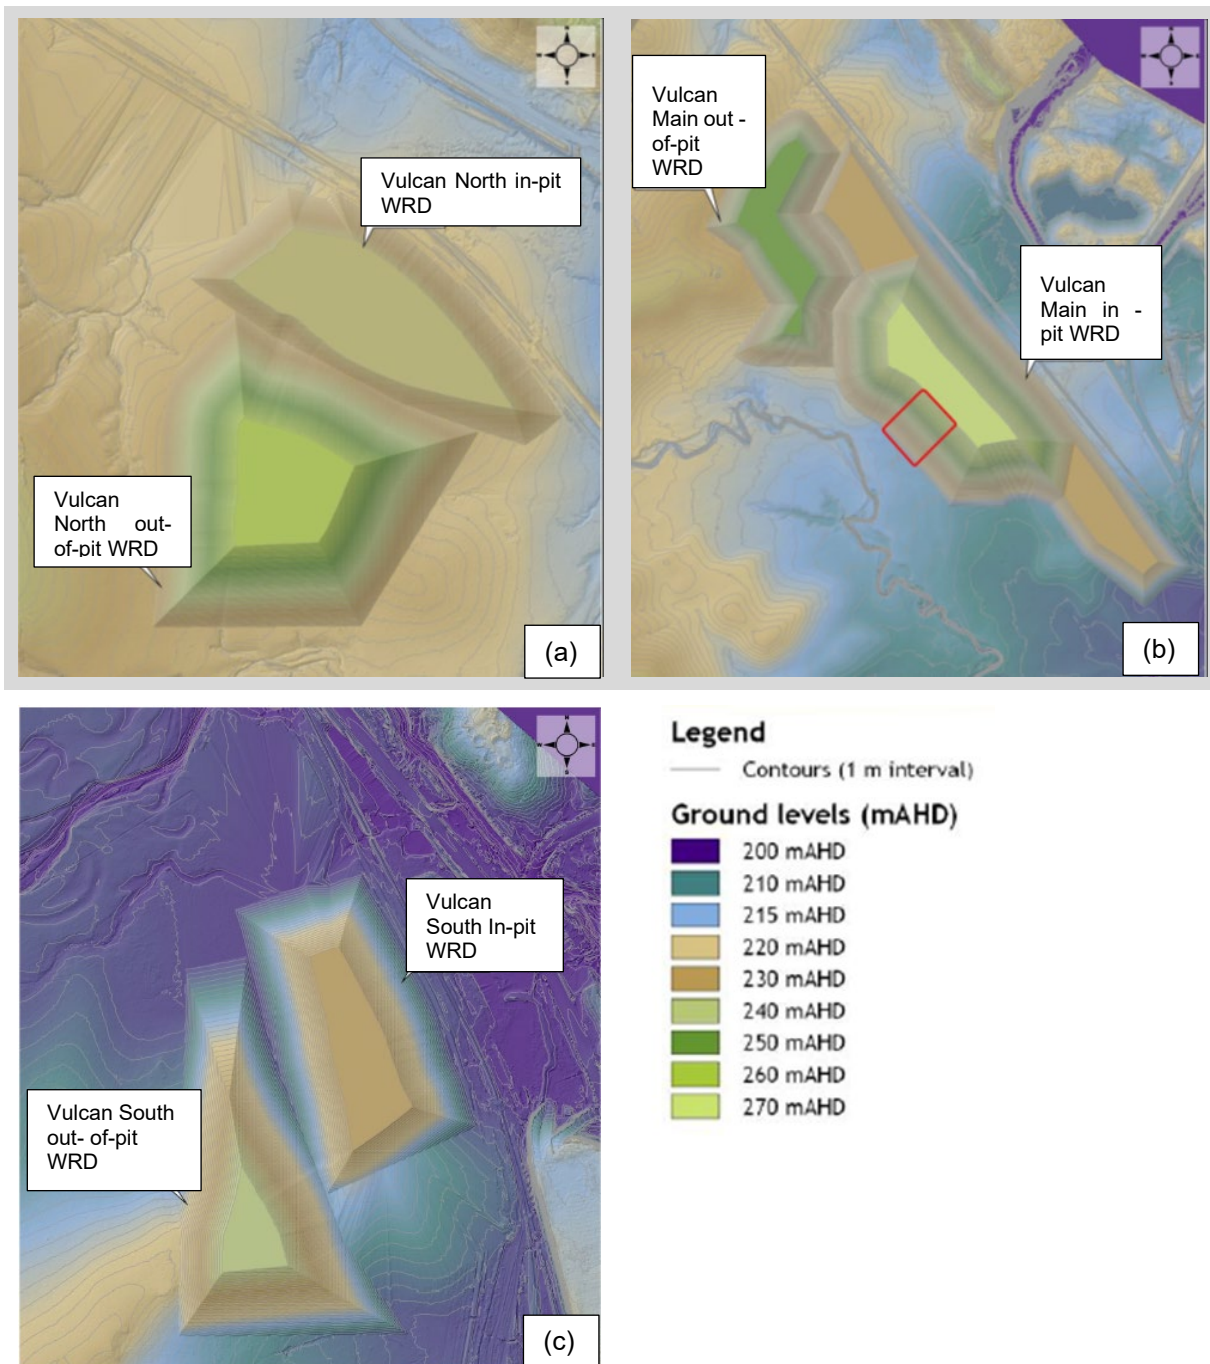 Vulcan North in-pit
WRD
Vulcan
North out-
of-pit WRD
(a)
Vulcan
Main out -
of-pit
WRD
Vulcan
Main in -
pit WRD
(b)
Vulcan
South In-pit
WRD
Vulcan South
out- of-pit
WRD
(c)
Legend
Contours (1 m interval)
Ground levels (mAHD)
200 mAHD
210 mAHD
215 mAHD
220 mAHD
230 mAHD
240 mAHD
250 mAHD
260 mAHD
270 mAHD